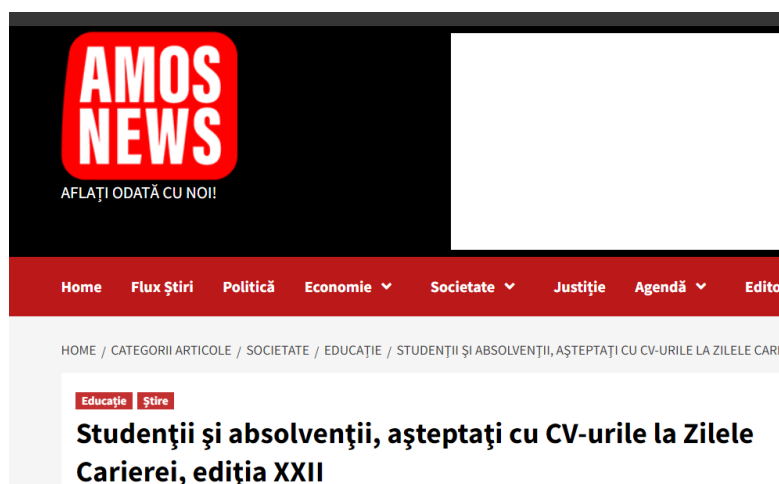 AMOS
NEWS
AFLAȚI ODATĂ CU NOI!
Home Flux Știri Politică Economie Societate Justiție Agendă Edito
HOME / CATEGORII ARTICOLE / SOCIETATE / EDUCAȚIE / STUDENŢII ŞI ABSOLVENŢII, AŞTEPTAŢI CU CV-URILE LA ZILELE CARI
Educație Știre
Studenţii şi absolvenţii, aşteptaţi cu CV-urile la Zilele
Carierei, ediţia XXII